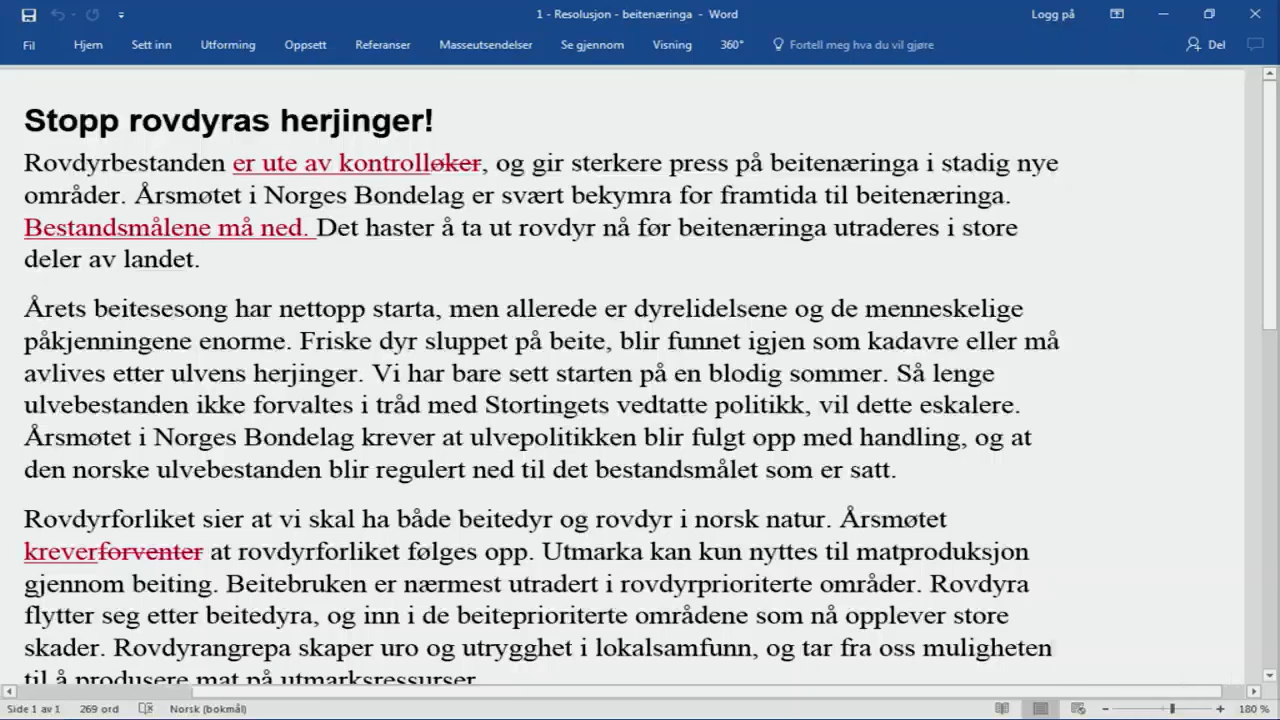 1 - Resolusjon - beitenæringa - Word
Logg på
Fil Hjem Sett inn Utforming Oppsett Referanser Masseutsendelser Se gjennom Visning 360° Fortell meg hva du vil gjøre Del
Stopp rovdyras herjinger!
Rovdyrbestanden er ute av kontrolløker, og gir sterkere press på beitenæringa i stadig nye
områder. Årsmøtet i Norges Bondelag er svært bekymra for framtida til beitenæringa.
Bestandsmålene må ned. Det haster å ta ut rovdyr nå før beitenæringa utraderes i store
deler av landet.
Årets beitesesong har nettopp starta, men allerede er dyrelidelsene og de menneskelige
påkjenningene enorme. Friske dyr sluppet på beite, blir funnet igjen som kadavre eller må
avlives etter ulvens herjinger. Vi har bare sett starten på en blodig sommer. Så lenge
ulvebestanden ikke forvaltes i tråd med Stortingets vedtatte politikk, vil dette eskalere.
Årsmøtet i Norges Bondelag krever at ulvepolitikken blir fulgt opp med handling, og at
den norske ulvebestanden blir regulert ned til det bestandsmålet som er satt.
Rovdyrforliket sier at vi skal ha både beitedyr og rovdyr i norsk natur. Årsmøtet
kreverforventer at rovdyrforliket følges opp. Utmarka kan kun nyttes til matproduksjon
gjennom beiting. Beitebruken er nærmest utradert i rovdyrprioriterte områder. Rovdyra
flytter seg etter beitedyra, og inn i de beiteprioriterte områdene som nå opplever store
skader. Rovdyrangrepa skaper uro og utrygghet i lokalsamfunn, og tar fra oss muligheten
til å produsere mat på utmarksressurser.
Side 1 av 1 269 ord Norsk (bokmål) 180 %